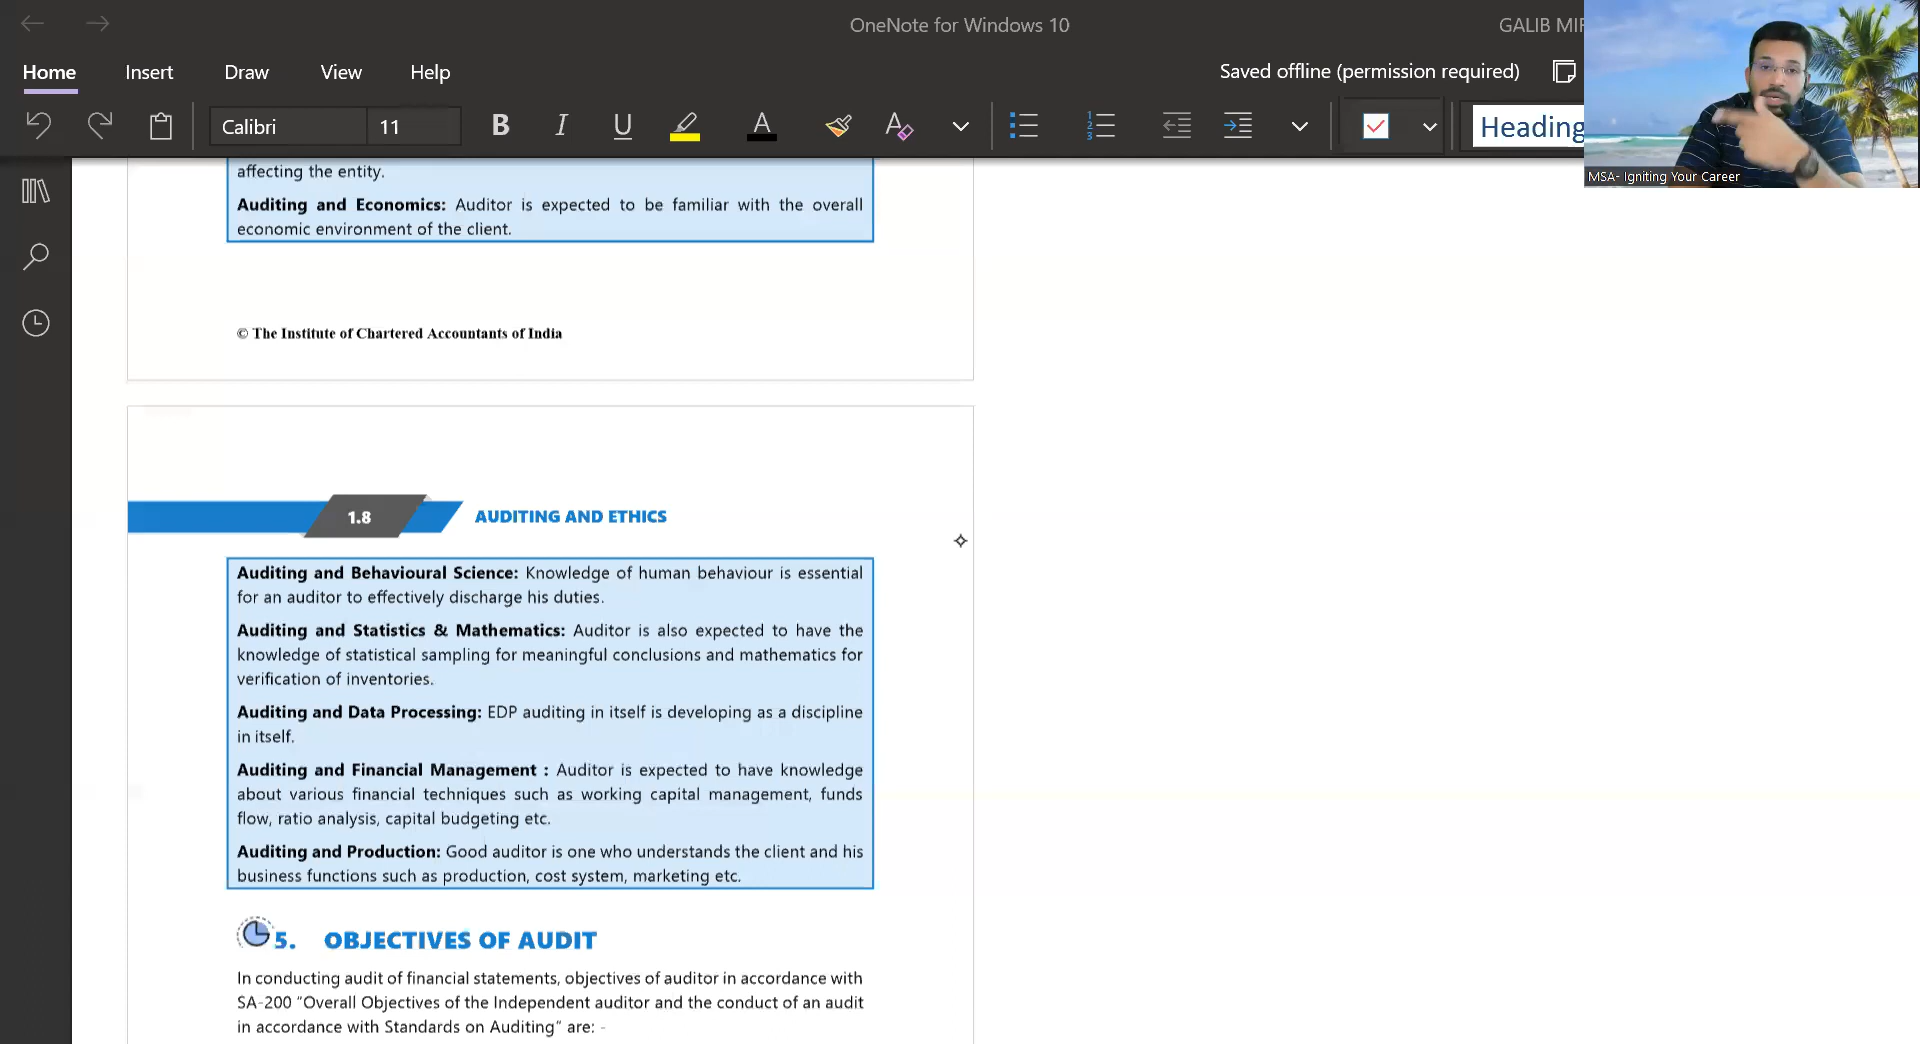 OneNote for Windows 10
GALIB MIR
Home Insert Draw View Help
Saved offline (permission required)
Calibri 11 B I U A A Heading
MSA- Igniting Your Career
affecting the entity.
Auditing and Economics: Auditor is expected to be familiar with the overall
economic environment of the client.
© The Institute of Chartered Accountants of India
1.8 AUDITING AND ETHICS
Auditing and Behavioural Science: Knowledge of human behaviour is essential
for an auditor to effectively discharge his duties.
Auditing and Statistics & Mathematics: Auditor is also expected to have the
knowledge of statistical sampling for meaningful conclusions and mathematics for
verification of inventories.
Auditing and Data Processing: EDP auditing in itself is developing as a discipline
in itself.
Auditing and Financial Management : Auditor is expected to have knowledge
about various financial techniques such as working capital management, funds
flow, ratio analysis, capital budgeting etc.
Auditing and Production: Good auditor is one who understands the client and his
business functions such as production, cost system, marketing etc.
5. OBJECTIVES OF AUDIT
In conducting audit of financial statements, objectives of auditor in accordance with
SA-200 “Overall Objectives of the Independent auditor and the conduct of an audit
in accordance with Standards on Auditing” are: -